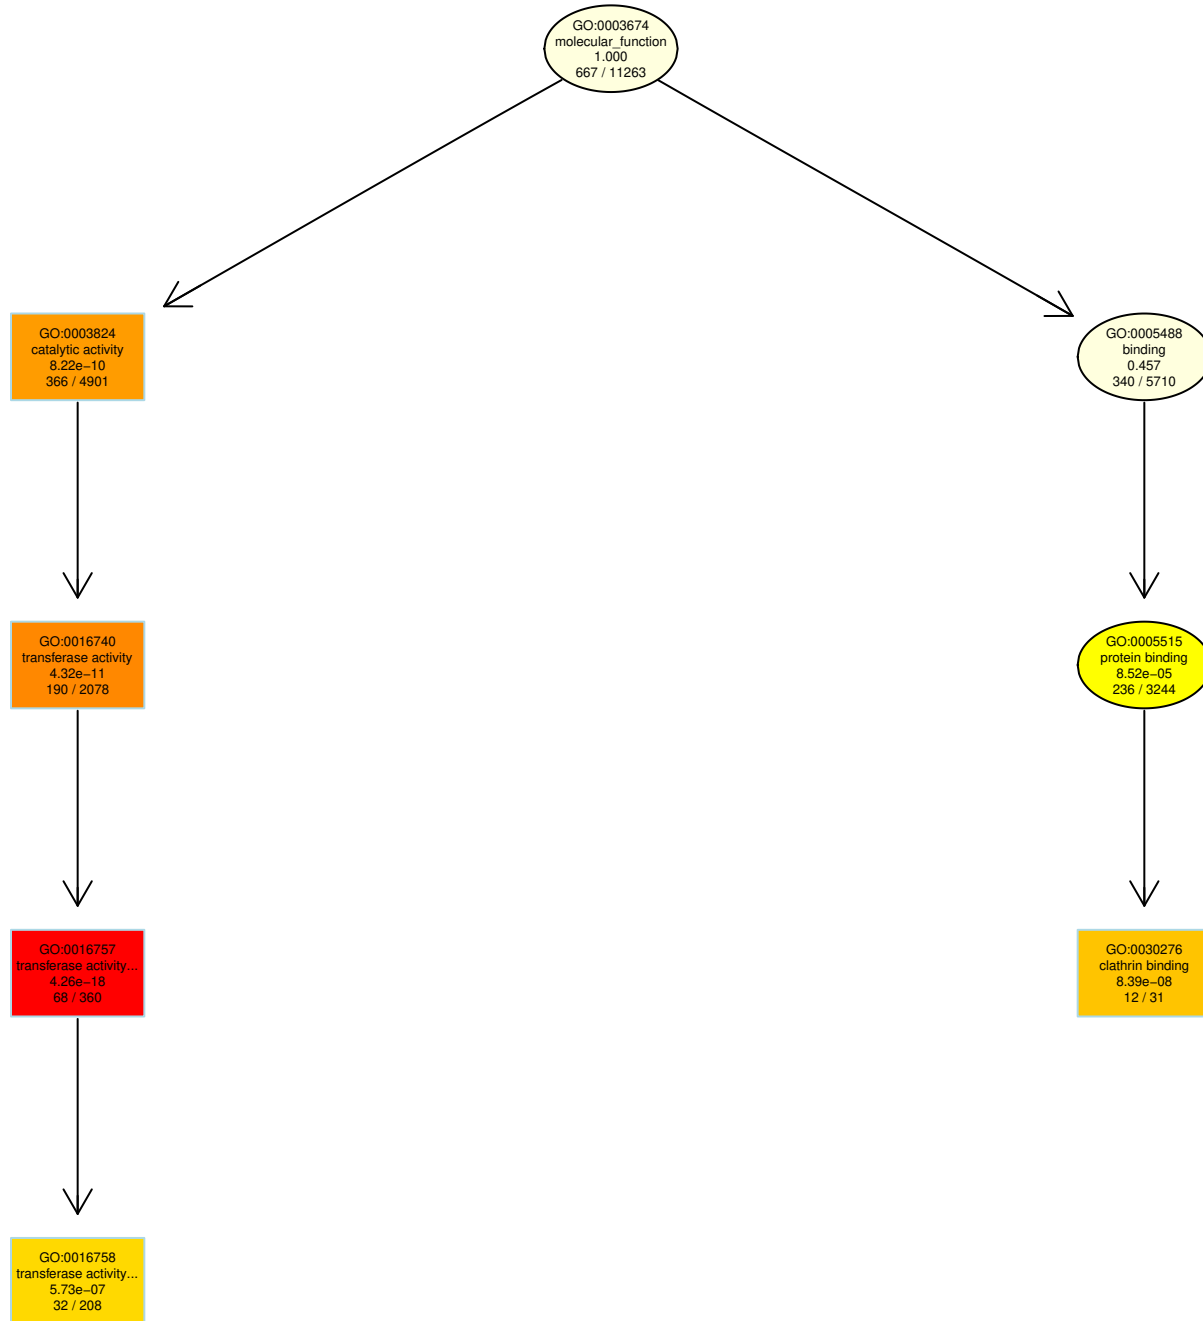 GO:0003674
molecular_function
1.000
667 / 11263
GO:0003824
catalytic activity
8.22e−10
366 / 4901
GO:0005488
binding
0.457
340 / 5710
GO:0016740
transferase activity
4.32e−11
190 / 2078
GO:0005515
protein binding
8.52e−05
236 / 3244
GO:0016757
transferase activity...
4.26e−18
68 / 360
GO:0030276
clathrin binding
8.39e−08
12 / 31
GO:0016758
transferase activity...
5.73e−07
32 / 208